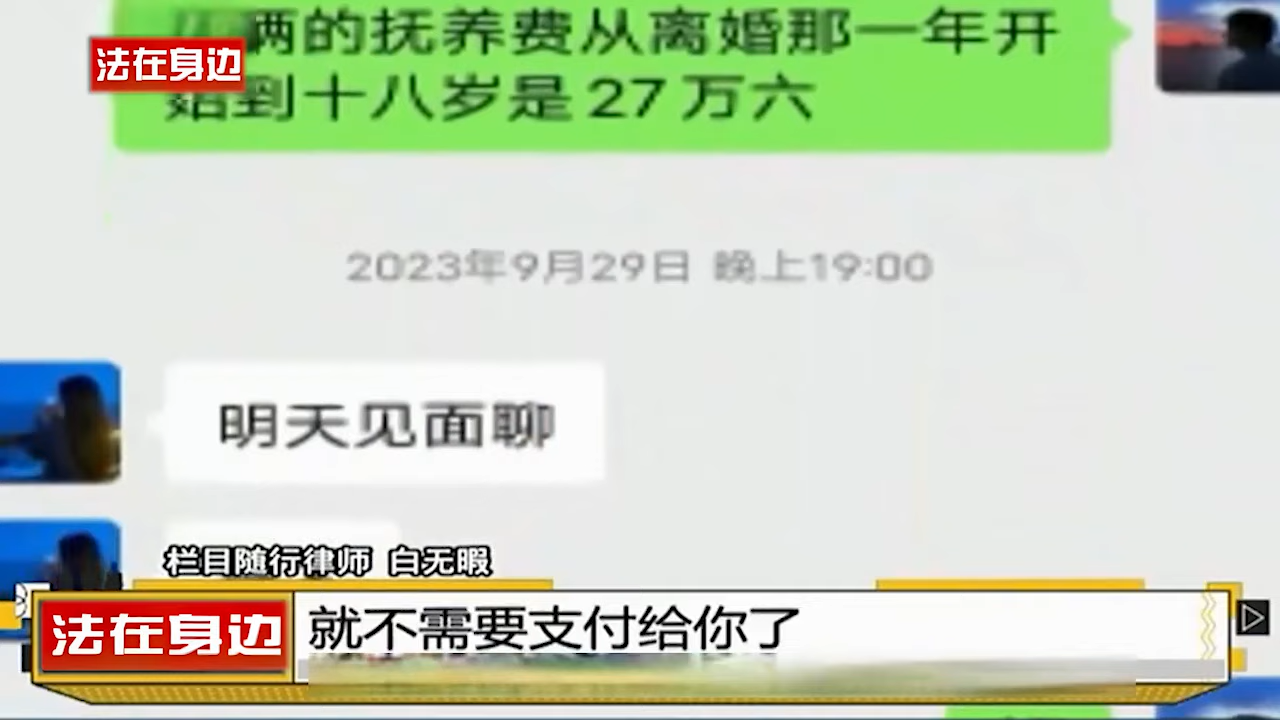 法在身边
俩的抚养费从离婚那一年开
始到十八岁是27万六
2023年9月29日 晚上19:00
明天见面聊
栏目随行律师 白无暇
法在身边
就不需要支付给你了